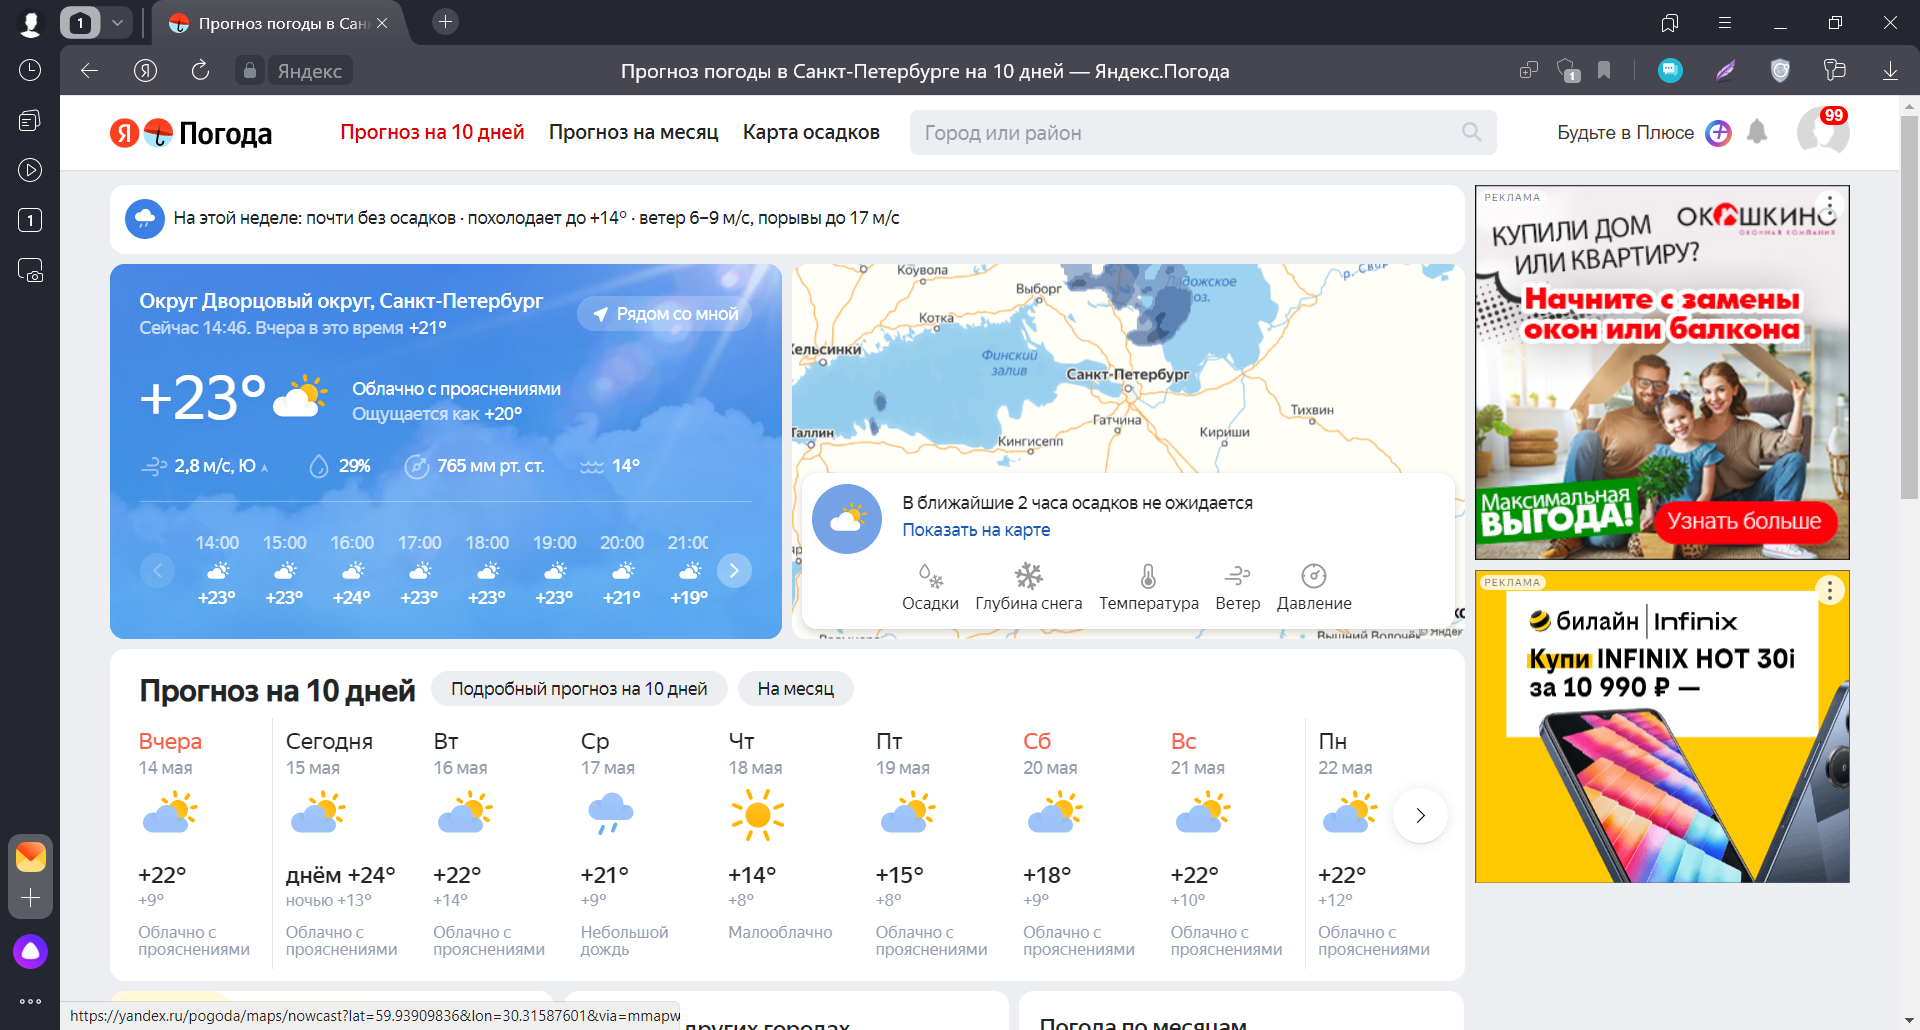 1
Прогноз погоды в Сан
Яндекс
Прогноз погоды в Санкт-Петербурге на 10 дней — Яндекс.Погода
1
1
Я Погода
Прогноз на 10 дней
Прогноз на месяц
Карта осадков
Город или район
Будьте в Плюсе
99
На этой неделе: почти без осадков · похолодает до +14° · ветер 6–9 м/с, порывы до 17 м/с
Округ Дворцовый округ, Санкт-Петербург
Сейчас 14:46. Вчера в это время +21°
Рядом со мной
+23°
Облачно с прояснениями
Ощущается как +20°
2,8 м/с, Ю
29%
765 мм рт. ст.
14°
14:00 15:00 16:00 17:00 18:00 19:00 20:00 21:00
+23° +23° +24° +23° +23° +23° +21° +19°
Коувола
Выборг
Ладожское
оз.
р. Свирь
Котка
Хельсинки
Финский
залив
Санкт-Петербург
Таллин
Гатчина
Тихвин
Кингисепп
Кириши
В ближайшие 2 часа осадков не ожидается
Показать на карте
Осадки
Глубина снега
Температура
Ветер
Давление
Вышний Волочёк
© Яндекс
Прогноз на 10 дней
Подробный прогноз на 10 дней
На месяц
Вчера Сегодня Вт Ср Чт Пт Сб Вс Пн
14 мая 15 мая 16 мая 17 мая 18 мая 19 мая 20 мая 21 мая 22 мая
+22° днём +24° +22° +21° +14° +15° +18° +22° +22°
+9° ночью +13° +14° +9° +8° +8° +9° +10° +12°
Облачно с Облачно с Облачно с Небольшой Малооблачно Облачно с Облачно с Облачно с Облачно с
прояснениями прояснениями прояснениями дождь прояснениями прояснениями прояснениями прояснениями
РЕКЛАМА
КУПИЛИ ДОМ
ИЛИ КВАРТИРУ?
ОКОШКИНО
ОКОННАЯ КОМПАНИЯ
Начните с замены
окон или балкона
Максимальная
ВЫГОДА!
Узнать больше
РЕКЛАМА
билайн | Infinix
Купи INFINIX HOT 30i
за 10 990 ₽ —
других городах
Погода по месяцам
https://yandex.ru/pogoda/maps/nowcast?lat=59.93909836&lon=30.31587601&via=mmapw